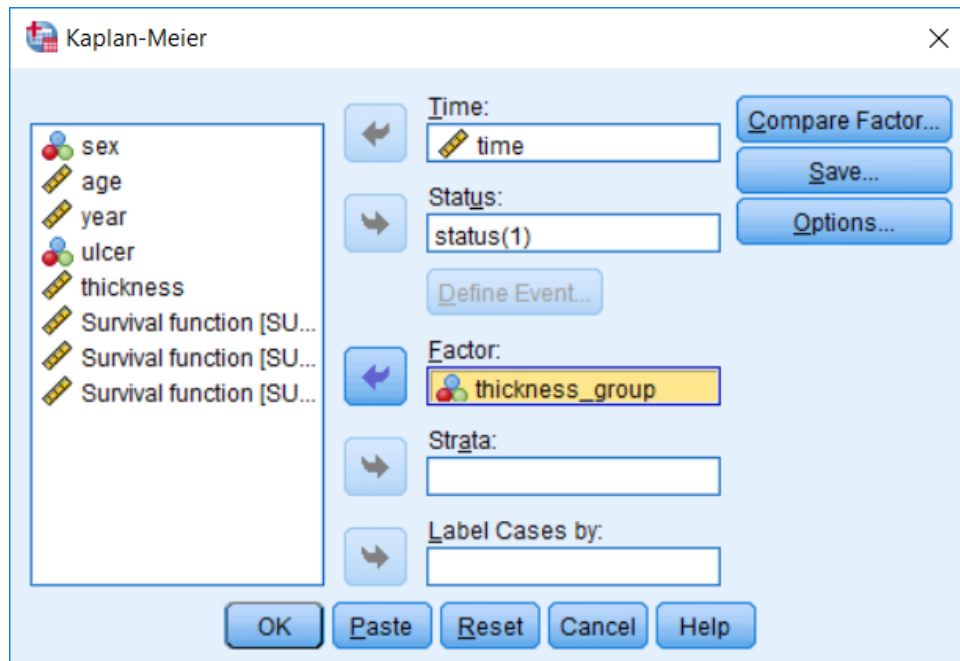 Kaplan-Meier
sex
age
year
ulcer
thickness
Survival function [SU...
Survival function [SU...
Survival function [SU...
Time:
time
Status:
status(1)
Define Event...
Factor:
thickness_group
Strata:
Label Cases by:
Compare Factor...
Save...
Options...
OK Paste Reset Cancel Help